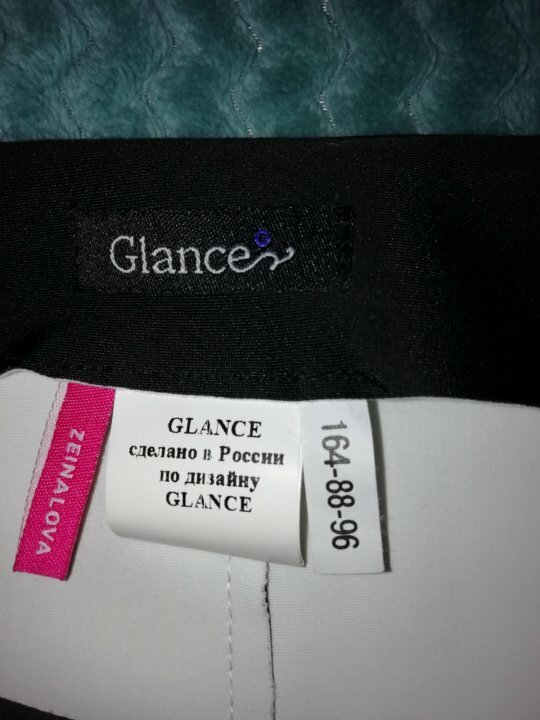 Glance
ZEINALOVA
GLANCE
сделано в России
по дизайну
GLANCE
164-88-96